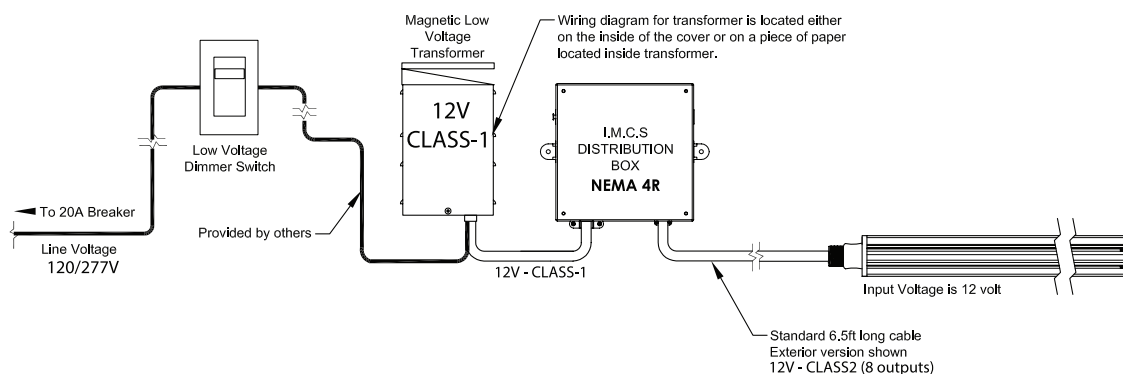 Magnetic Low
Voltage
Transformer
Wiring diagram for transformer is located either
on the inside of the cover or on a piece of paper
located inside transformer.
12V
CLASS-1
I.M.C.S
DISTRIBUTION
BOX
NEMA 4R
Low Voltage
Dimmer Switch
To 20A Breaker
Line Voltage
120/277V
Provided by others
12V - CLASS-1
Input Voltage is 12 volt
Standard 6.5ft long cable
Exterior version shown
12V - CLASS2 (8 outputs)